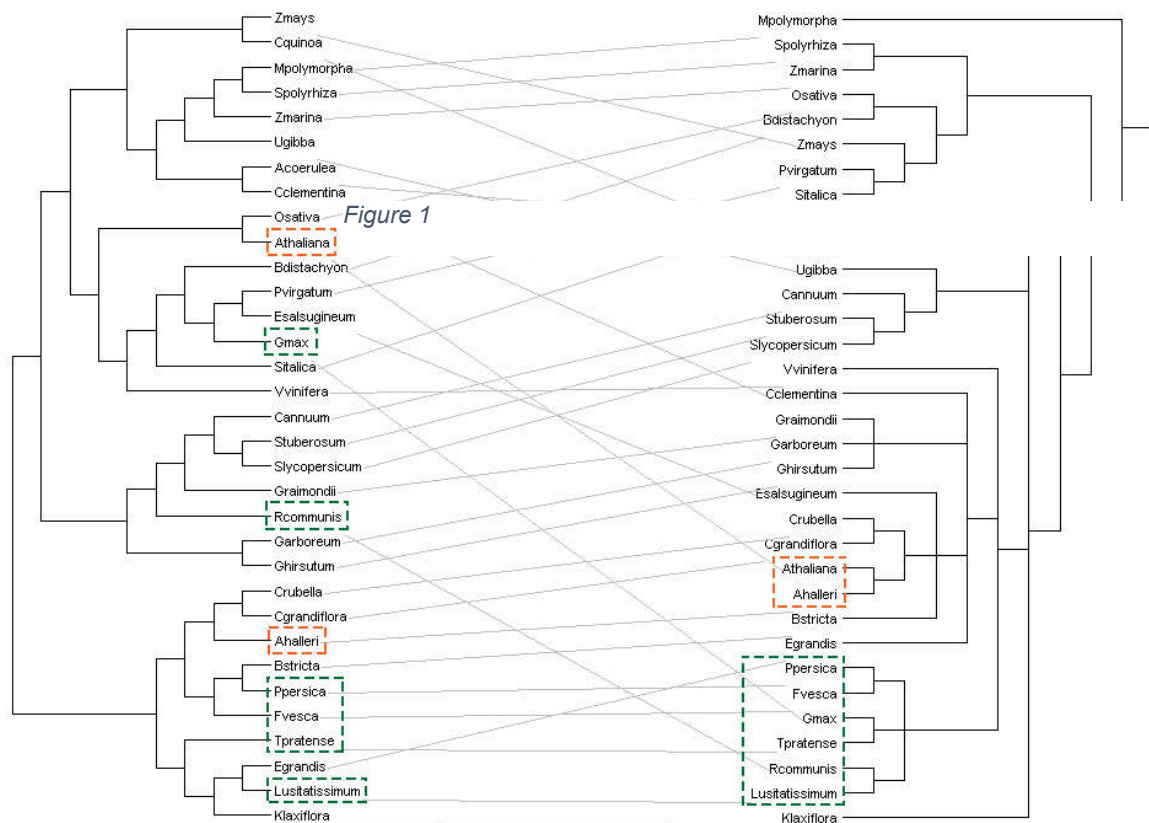 Zmays
Cquinoa
Mpolymorpha
Spolyrhiza
Zmarina
Ugibba
Acoerulea
Cclementina
Osativa
Athaliana
Bdistachyon
Pvirgatum
Esalsugineum
Gmax
Sitalica
Vvinifera
Cannuum
Stuberosum
Slycopersicum
Graimondii
Rcommunis
Garboreum
Ghirsutum
Crubella
Cgrandiflora
Ahalleri
Bstricta
Ppersica
Fvesca
Tpratense
Egrandis
Lusitatissimum
Klaxiflora
Figure 1
Mpolymorpha
Spolyrhiza
Zmarina
Osativa
Bdistachyon
Zmays
Pvirgatum
Sitalica
Ugibba
Cannuum
Stuberosum
Slycopersicum
Vvinifera
Cclementina
Graimondii
Garboreum
Ghirsutum
Esalsugineum
Crubella
Cgrandiflora
Athaliana
Ahalleri
Bstricta
Egrandis
Ppersica
Fvesca
Gmax
Tpratense
Rcommunis
Lusitatissimum
Klaxiflora